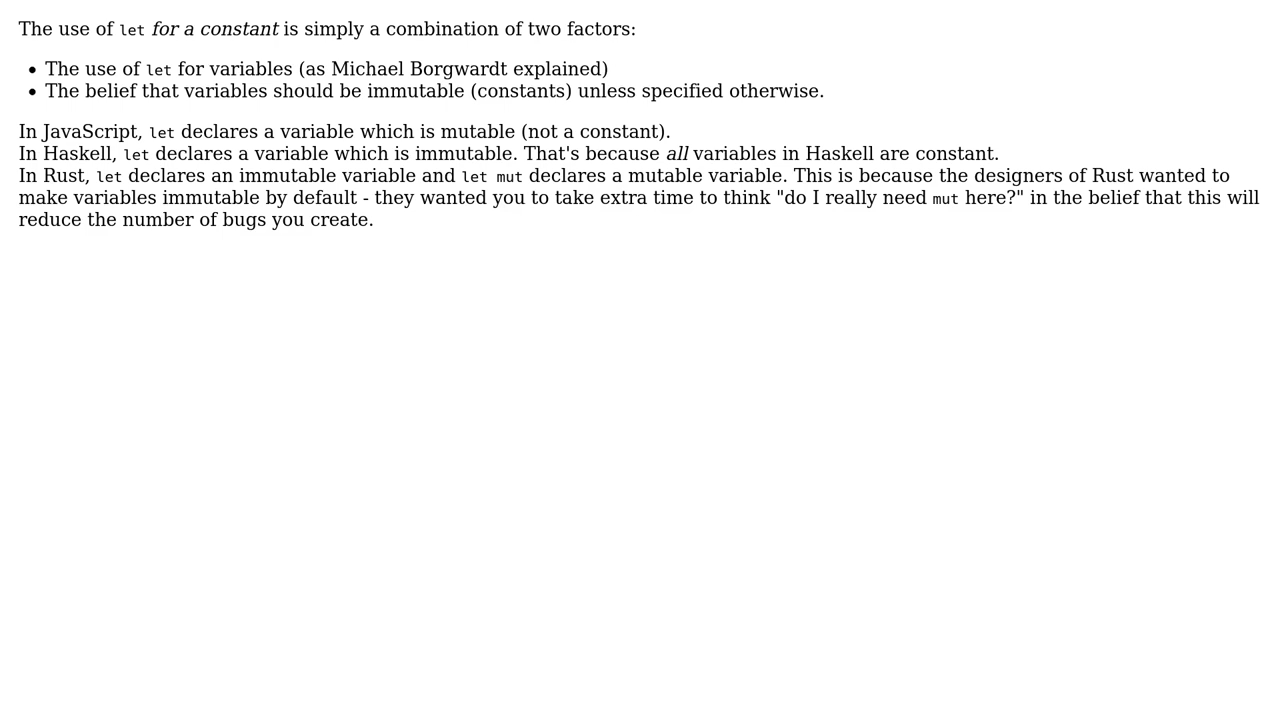 The use of let for a constant is simply a combination of two factors:
• The use of let for variables (as Michael Borgwardt explained)
• The belief that variables should be immutable (constants) unless specified otherwise.
In JavaScript, let declares a variable which is mutable (not a constant).
In Haskell, let declares a variable which is immutable. That's because all variables in Haskell are constant.
In Rust, let declares an immutable variable and let mut declares a mutable variable. This is because the designers of Rust wanted to
make variables immutable by default - they wanted you to take extra time to think "do I really need mut here?" in the belief that this will
reduce the number of bugs you create.